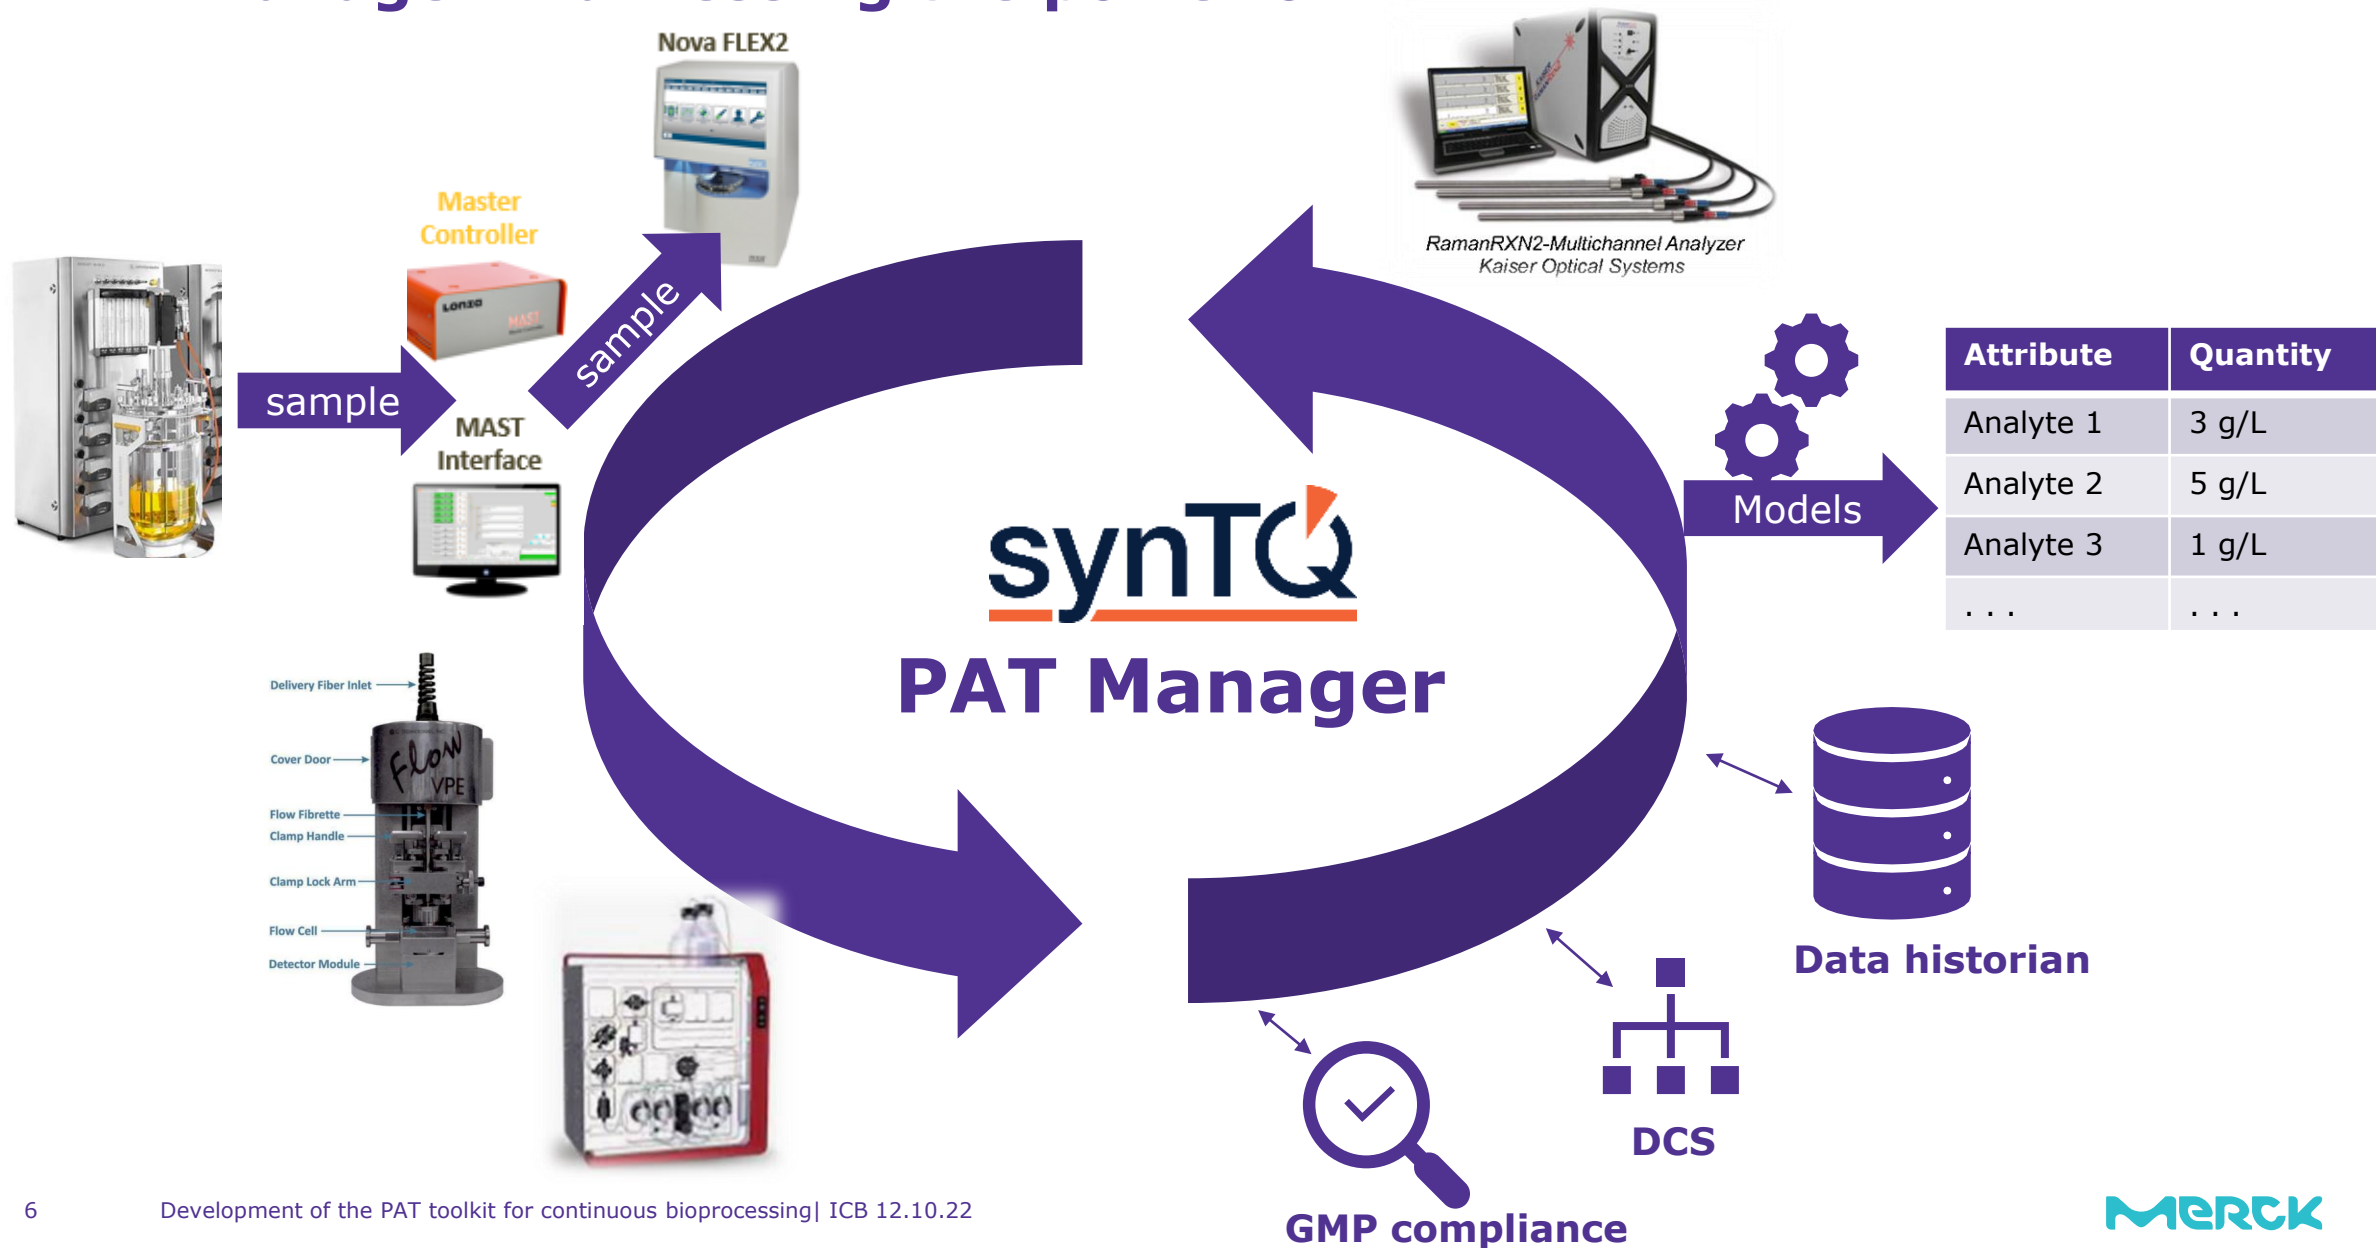 Nova FLEX2
Master
Controller
LONZA
MAST
sample
sample
MAST
Interface
RamanRXN2-Multichannel Analyzer
Kaiser Optical Systems
Models
Attribute Quantity
Analyte 1 3 g/L
Analyte 2 5 g/L
Analyte 3 1 g/L
. . . . . .
synTQ
PAT Manager
Delivery Fiber Inlet
Cover Door
Flow
VPE
Flow Fibrette
Clamp Handle
Clamp Lock Arm
Flow Cell
Detector Module
Data historian
DCS
GMP compliance
6 Development of the PAT toolkit for continuous bioprocessing| ICB 12.10.22
MERCK